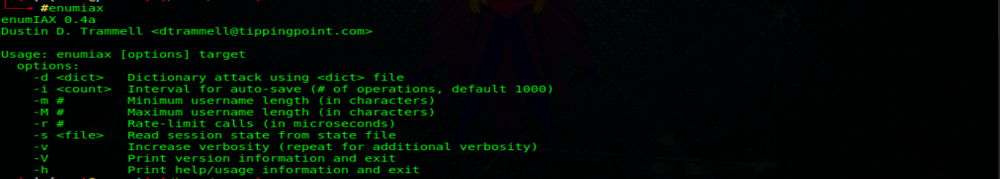 #enumiax
enumIAX 0.4a
Dustin D. Trammell <dtrammell@tippingpoint.com>
Usage: enumiax [options] target
options:
-d <dict> Dictionary attack using <dict> file
-i <count> Interval for auto-save (# of operations, default 1000)
-m # Minimum username length (in characters)
-M # Maximum username length (in characters)
-r # Rate-limit calls (in microseconds)
-s <file> Read session state from state file
-v Increase verbosity (repeat for additional verbosity)
-V Print version information and exit
-h Print help/usage information and exit